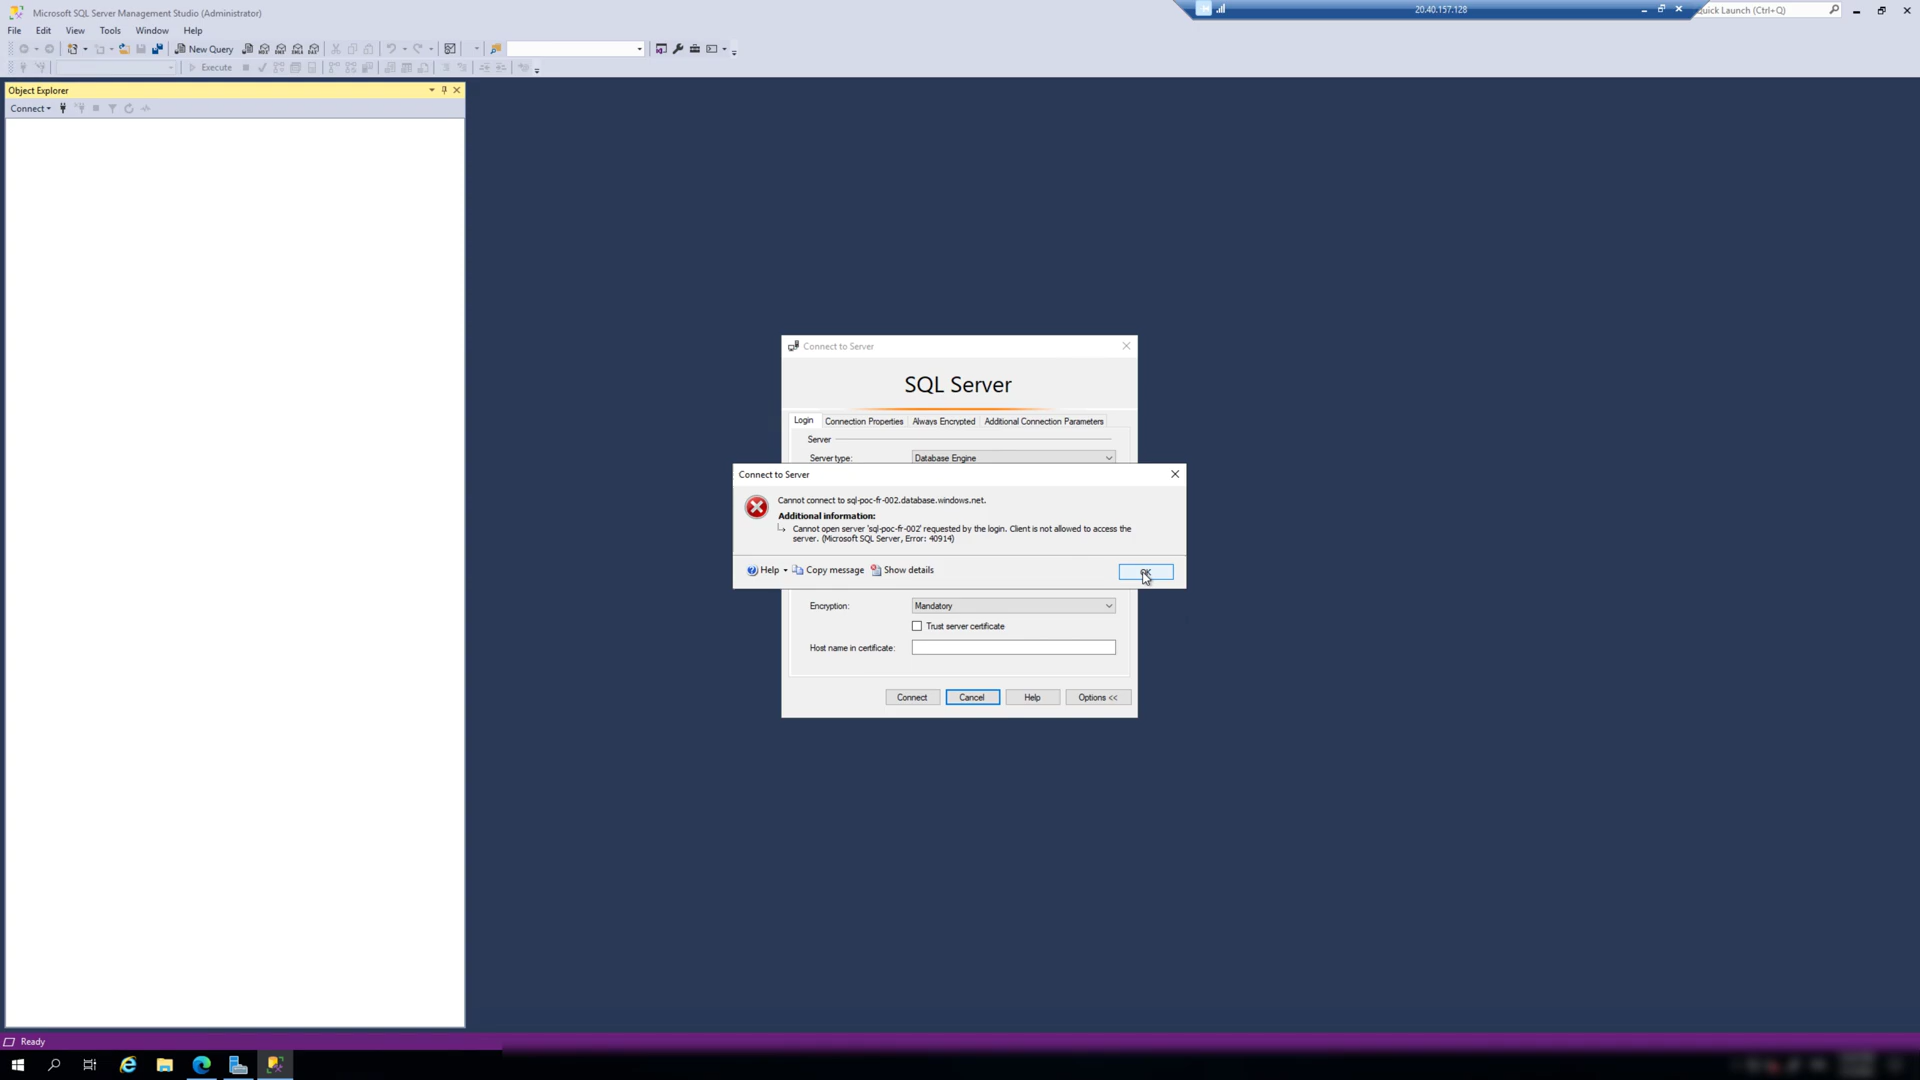 Microsoft SQL Server Management Studio (Administrator)
20.40.157.128
Quick Launch (Ctrl+Q)
File Edit View Tools Window Help
New Query
Execute
Object Explorer
Connect
Connect to Server
SQL Server
Login Connection Properties Always Encrypted Additional Connection Parameters
Server
Server type: Database Engine
Connect to Server
Cannot connect to sql-poc-fr-002.database.windows.net.
Additional information:
Cannot open server 'sql-poc-fr-002' requested by the login. Client is not allowed to access the
server. (Microsoft SQL Server, Error: 40914)
Help Copy message Show details OK
Encryption: Mandatory
Trust server certificate
Host name in certificate:
Connect Cancel Help Options <<
Ready